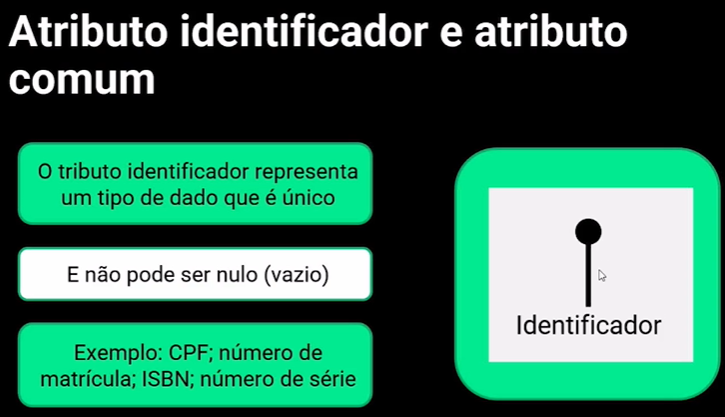 Atributo identificador e atributo
comum
O tributo identificador representa
um tipo de dado que é único
E não pode ser nulo (vazio)
Exemplo: CPF; número de
matrícula; ISBN; número de série
Identificador